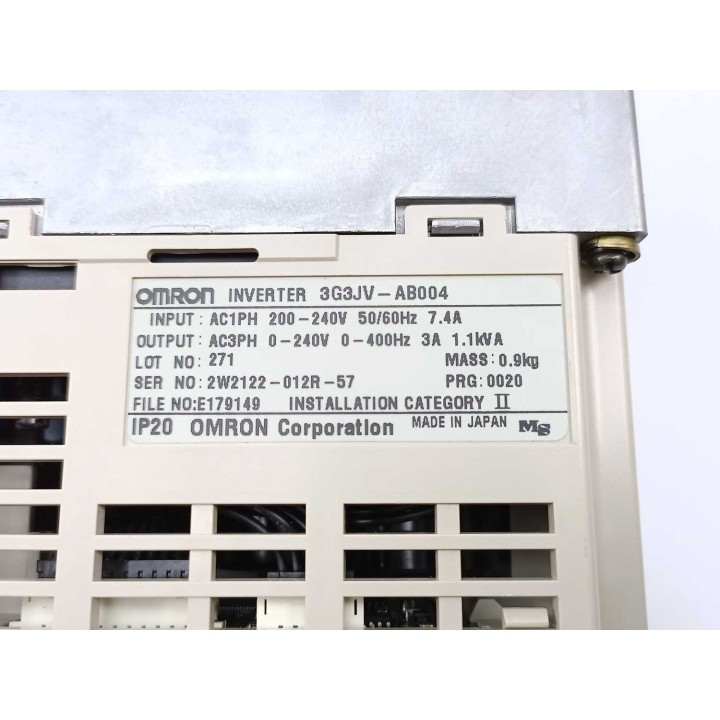 OMRON INVERTER 3G3JV-AB004
INPUT: AC1PH 200-240V 50/60Hz 7.4A
OUTPUT: AC3PH 0-240V 0-400Hz 3A 1.1kVA
LOT NO: 271 MASS: 0.9kg
SER NO: 2W2122-012R-57 PRG: 0020
FILE NO:E179149 INSTALLATION CATEGORY II
IP20 OMRON Corporation MADE IN JAPAN MS